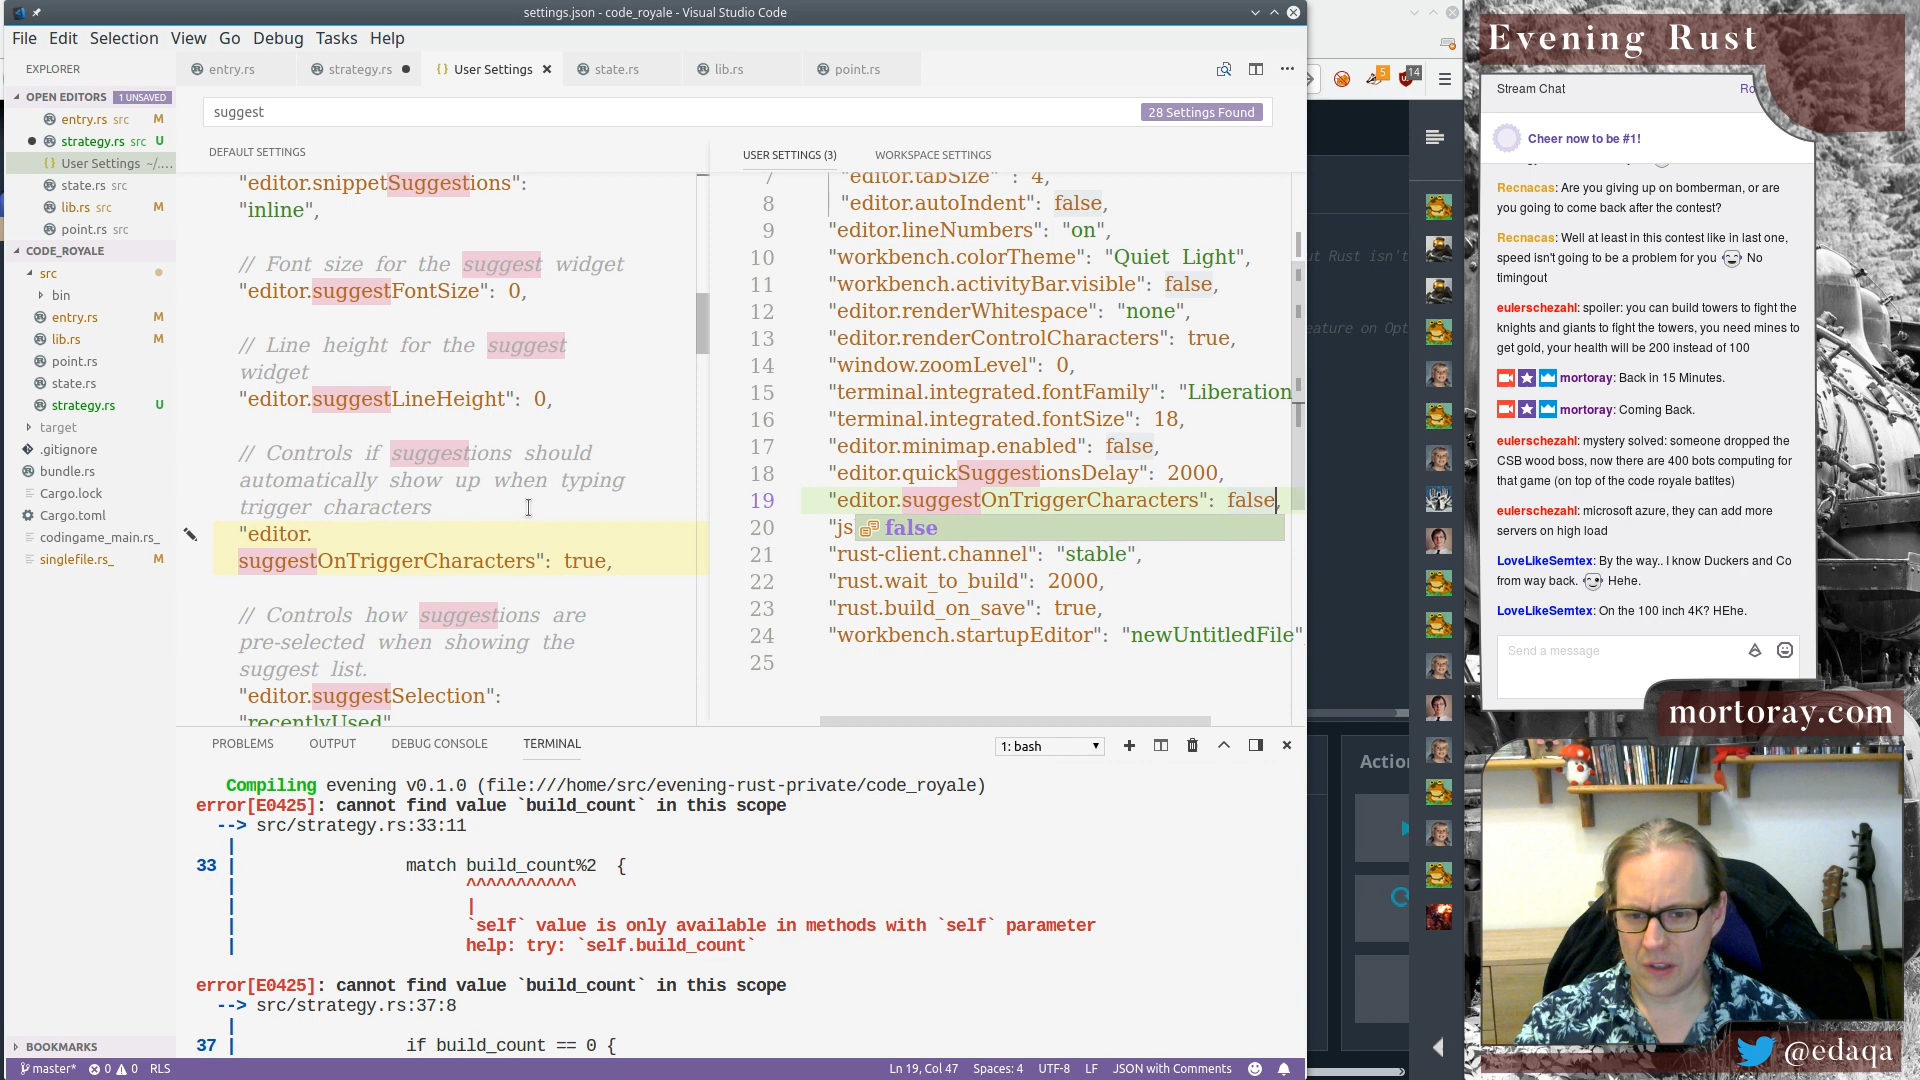 settings.json - code_royale - Visual Studio Code
File Edit Selection View Go Debug Tasks Help
EXPLORER
OPEN EDITORS 1 UNSAVED
entry.rs src M
strategy.rs src U
User Settings ~/....
state.rs src
lib.rs src M
point.rs src
CODE_ROYALE
src
bin
entry.rs M
lib.rs M
point.rs
state.rs
strategy.rs U
target
.gitignore
bundle.rs
Cargo.lock
Cargo.toml
codingame_main.rs_
singlefile.rs_ M
BOOKMARKS
entry.rs strategy.rs User Settings state.rs lib.rs point.rs
suggest
28 Settings Found
DEFAULT SETTINGS
"editor.snippetSuggestions":
"inline",
// Font size for the suggest widget
"editor.suggestFontSize": 0,
// Line height for the suggest
widget
"editor.suggestLineHeight": 0,
// Controls if suggestions should
automatically show up when typing
trigger characters
"editor.
suggestOnTriggerCharacters": true,
// Controls how suggestions are
pre-selected when showing the
suggest list.
"editor.suggestSelection":
"recentlyUsed"
USER SETTINGS (3) WORKSPACE SETTINGS
7 "editor.tabSize" : 4,
8 "editor.autoIndent": false,
9 "editor.lineNumbers": "on",
10 "workbench.colorTheme": "Quiet Light",
11 "workbench.activityBar.visible": false,
12 "editor.renderWhitespace": "none",
13 "editor.renderControlCharacters": true,
14 "window.zoomLevel": 0,
15 "terminal.integrated.fontFamily": "Liberation
16 "terminal.integrated.fontSize": 18,
17 "editor.minimap.enabled": false,
18 "editor.quickSuggestionsDelay": 2000,
19 "editor.suggestOnTriggerCharacters": false,
20 "js false
21 "rust-client.channel": "stable",
22 "rust.wait_to_build": 2000,
23 "rust.build_on_save": true,
24 "workbench.startupEditor": "newUntitledFile"
25
PROBLEMS OUTPUT DEBUG CONSOLE TERMINAL
1: bash
Compiling evening v0.1.0 (file:///home/src/evening-rust-private/code_royale)
error[E0425]: cannot find value `build_count` in this scope
--> src/strategy.rs:33:11
|
33 | match build_count%2 {
| ^^^^^^^^^^^
| |
| `self` value is only available in methods with `self` parameter
| help: try: `self.build_count`
error[E0425]: cannot find value `build_count` in this scope
--> src/strategy.rs:37:8
|
37 | if build_count == 0 {
master* 0 0 RLS
Ln 19, Col 47 Spaces: 4 UTF-8 LF JSON with Comments
5 14
ut Rust isn't
eature on Opt
Action
Evening Rust
Stream Chat
Ro
Cheer now to be #1!
Recnacas: Are you giving up on bomberman, or are
you going to come back after the contest?
Recnacas: Well at least in this contest like in last one,
speed isn't going to be a problem for you No
timingout
eulerschezahl: spoiler: you can build towers to fight the
knights and giants to fight the towers, you need mines to
get gold, your health will be 200 instead of 100
mortoray: Back in 15 Minutes.
mortoray: Coming Back.
eulerschezahl: mystery solved: someone dropped the
CSB wood boss, now there are 400 bots computing for
that game (on top of the code royale batltes)
eulerschezahl: microsoft azure, they can add more
servers on high load
LoveLikeSemtex: By the way.. I know Duckers and Co
from way back. Hehe.
LoveLikeSemtex: On the 100 inch 4K? HEhe.
Send a message
mortoray.com
@edaqa